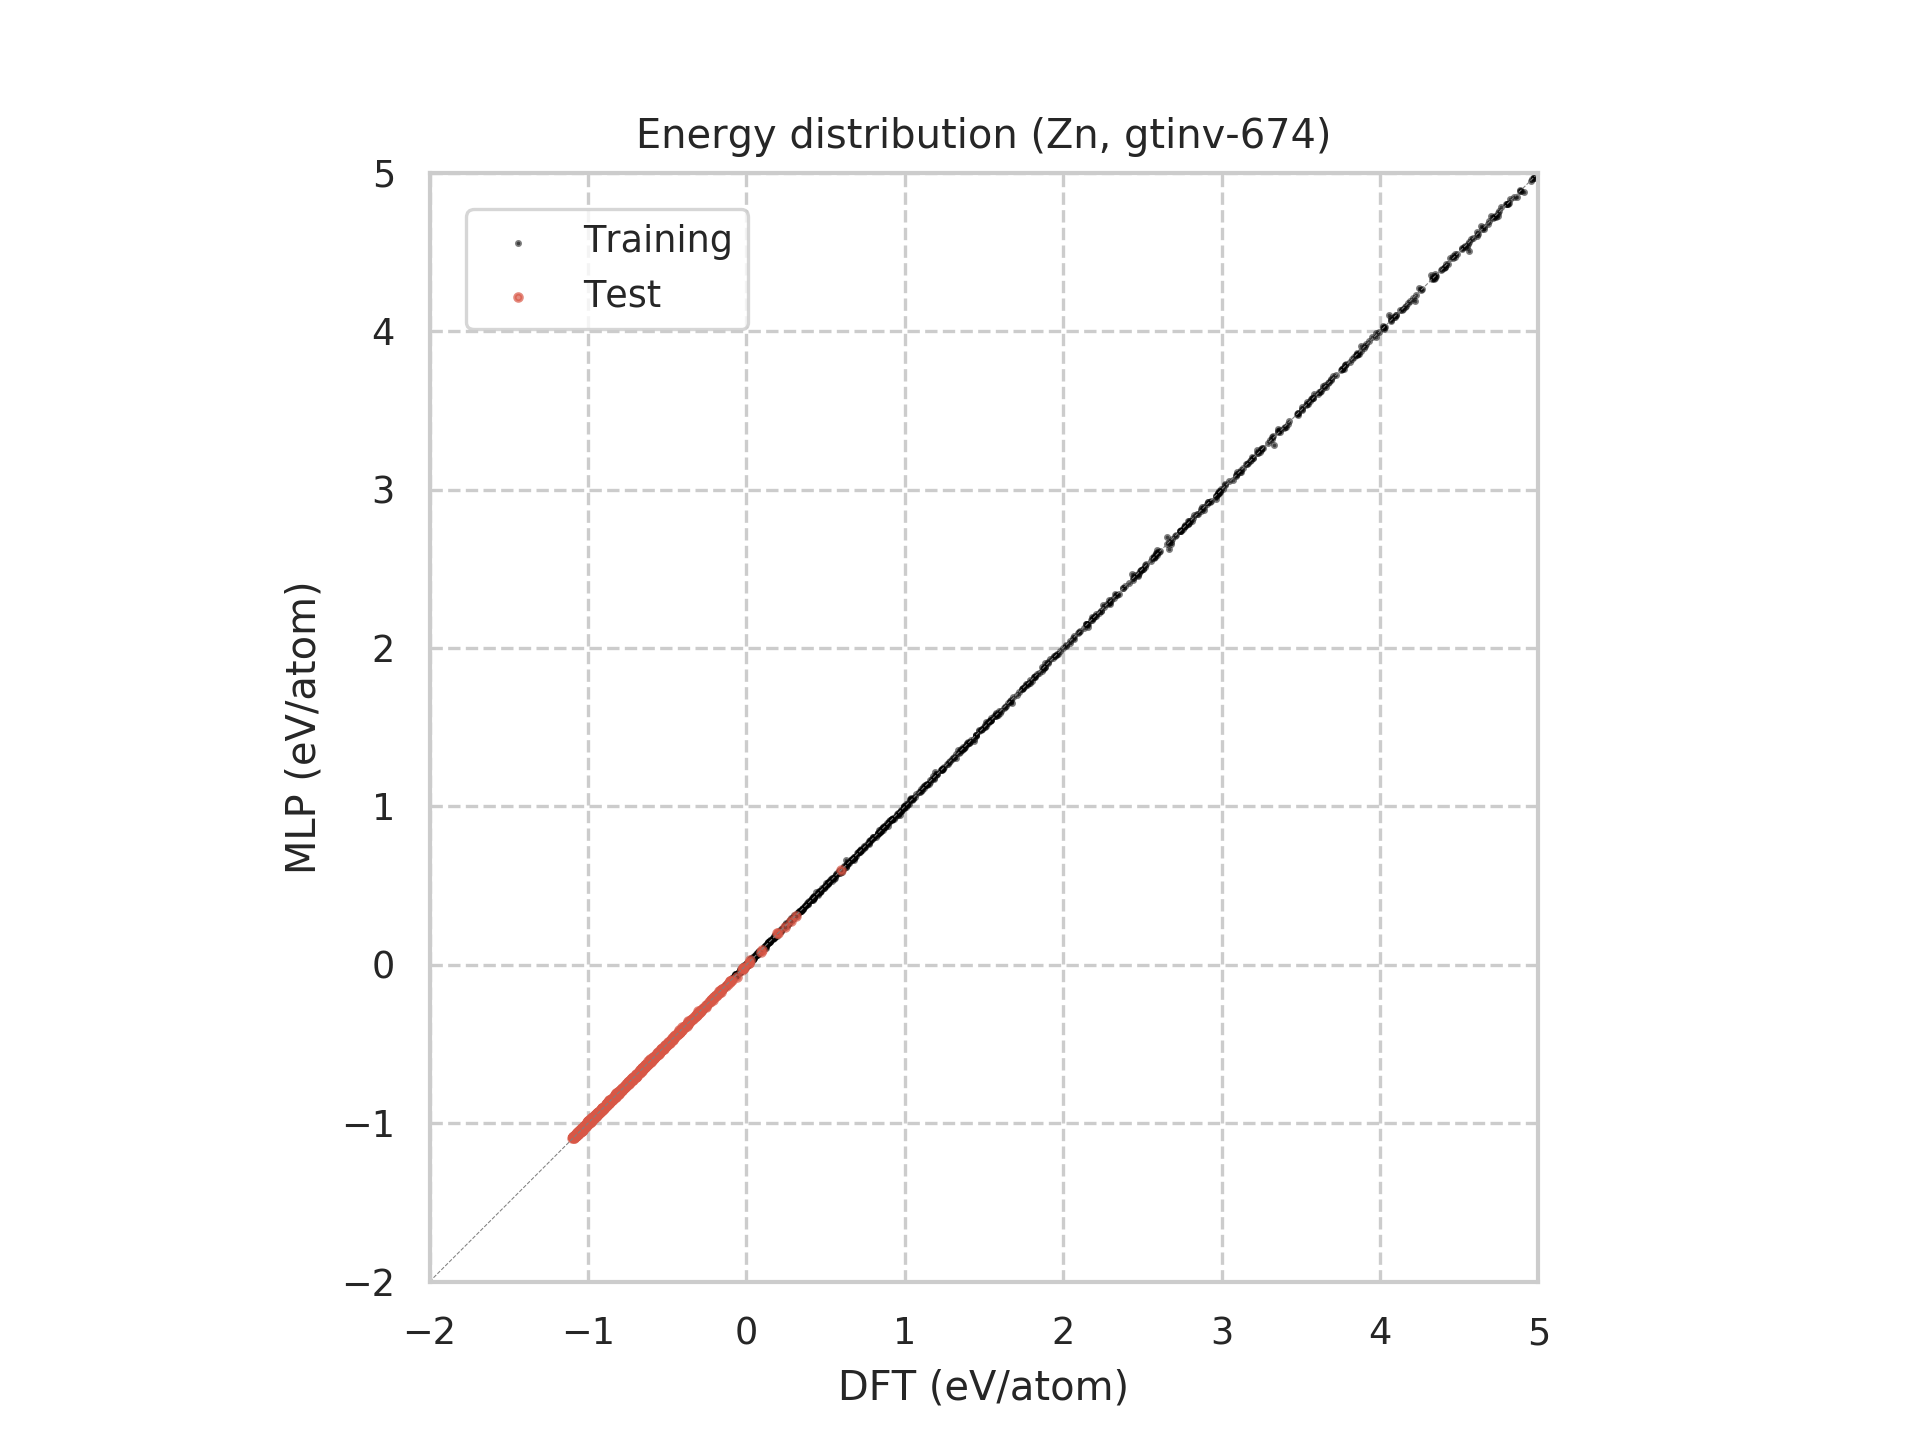 Energy distribution (Zn, gtinv-674)
Training
Test
5
4
3
2
1
0
−1
−2
MLP (eV/atom)
−2 −1 0 1 2 3 4 5
DFT (eV/atom)